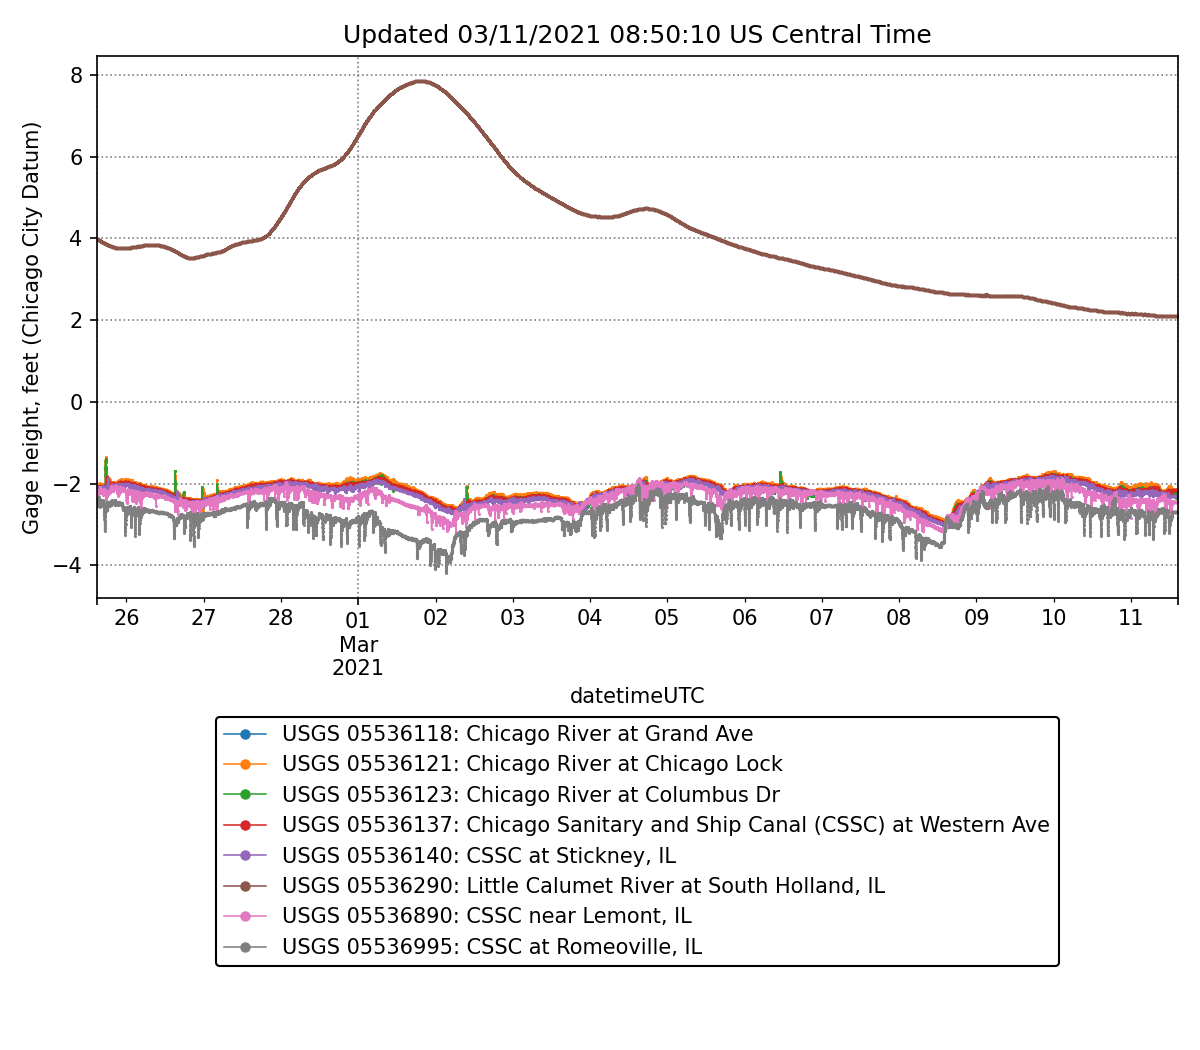 Updated 03/11/2021 08:50:10 US Central Time
Gage height, feet (Chicago City Datum)
8
6
4
2
0
−2
−4
26 27 28 01 02 03 04 05 06 07 08 09 10 11
Mar
2021
datetimeUTC
USGS 05536118: Chicago River at Grand Ave
USGS 05536121: Chicago River at Chicago Lock
USGS 05536123: Chicago River at Columbus Dr
USGS 05536137: Chicago Sanitary and Ship Canal (CSSC) at Western Ave
USGS 05536140: CSSC at Stickney, IL
USGS 05536290: Little Calumet River at South Holland, IL
USGS 05536890: CSSC near Lemont, IL
USGS 05536995: CSSC at Romeoville, IL